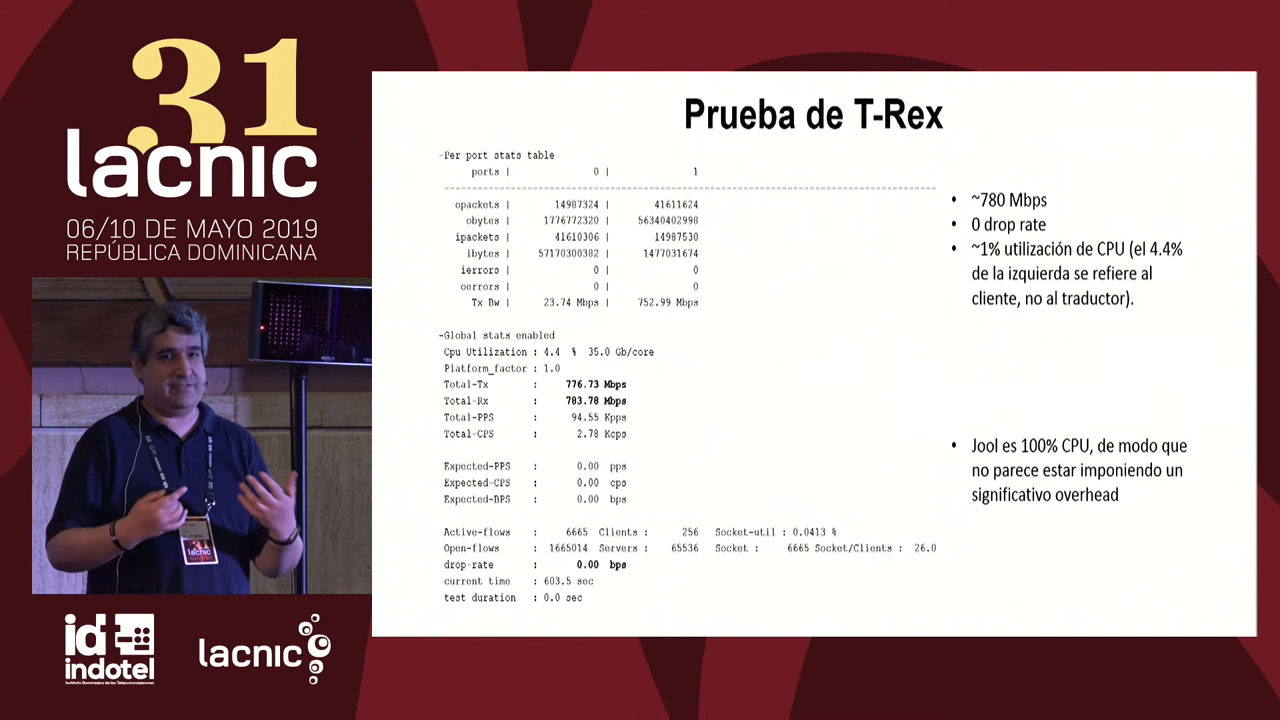 31
lacnic
06/10 DE MAYO 2019
REPÚBLICA DOMINICANA
Prueba de T-Rex
-Per port stats table
ports | 0 | 1
opackets | 14987324 | 41611624
obytes | 1776772320 | 56340402998
ipackets | 41610306 | 14987530
ibytes | 57170300382 | 1477031674
ierrors | 0 | 0
oerrors | 0 | 0
Tx Bw | 23.74 Mbps | 752.99 Mbps
-Global stats enabled
Cpu Utilization : 4.4 % 35.0 Gb/core
Platform_factor : 1.0
Total-Tx : 776.73 Mbps
Total-Rx : 783.78 Mbps
Total-PPS : 94.55 Kpps
Total-CPS : 2.78 Kcps
Expected-PPS : 0.00 pps
Expected-CPS : 0.00 cps
Expected-BPS : 0.00 bps
Active-flows : 6665 Clients : 256 Socket-util : 0.0413 %
Open-flows : 1665014 Servers : 65536 Socket : 6665 Socket/Clients : 26.0
drop-rate : 0.00 bps
current time : 603.5 sec
test duration : 0.0 sec
• ~780 Mbps
• 0 drop rate
• ~1% utilización de CPU (el 4.4%
de la izquierda se refiere al
cliente, no al traductor).
• Jool es 100% CPU, de modo que
no parece estar imponiendo un
significativo overhead
lacnic
id
indotel
Instituto Dominicano de las Telecomunicaciones
lacnic